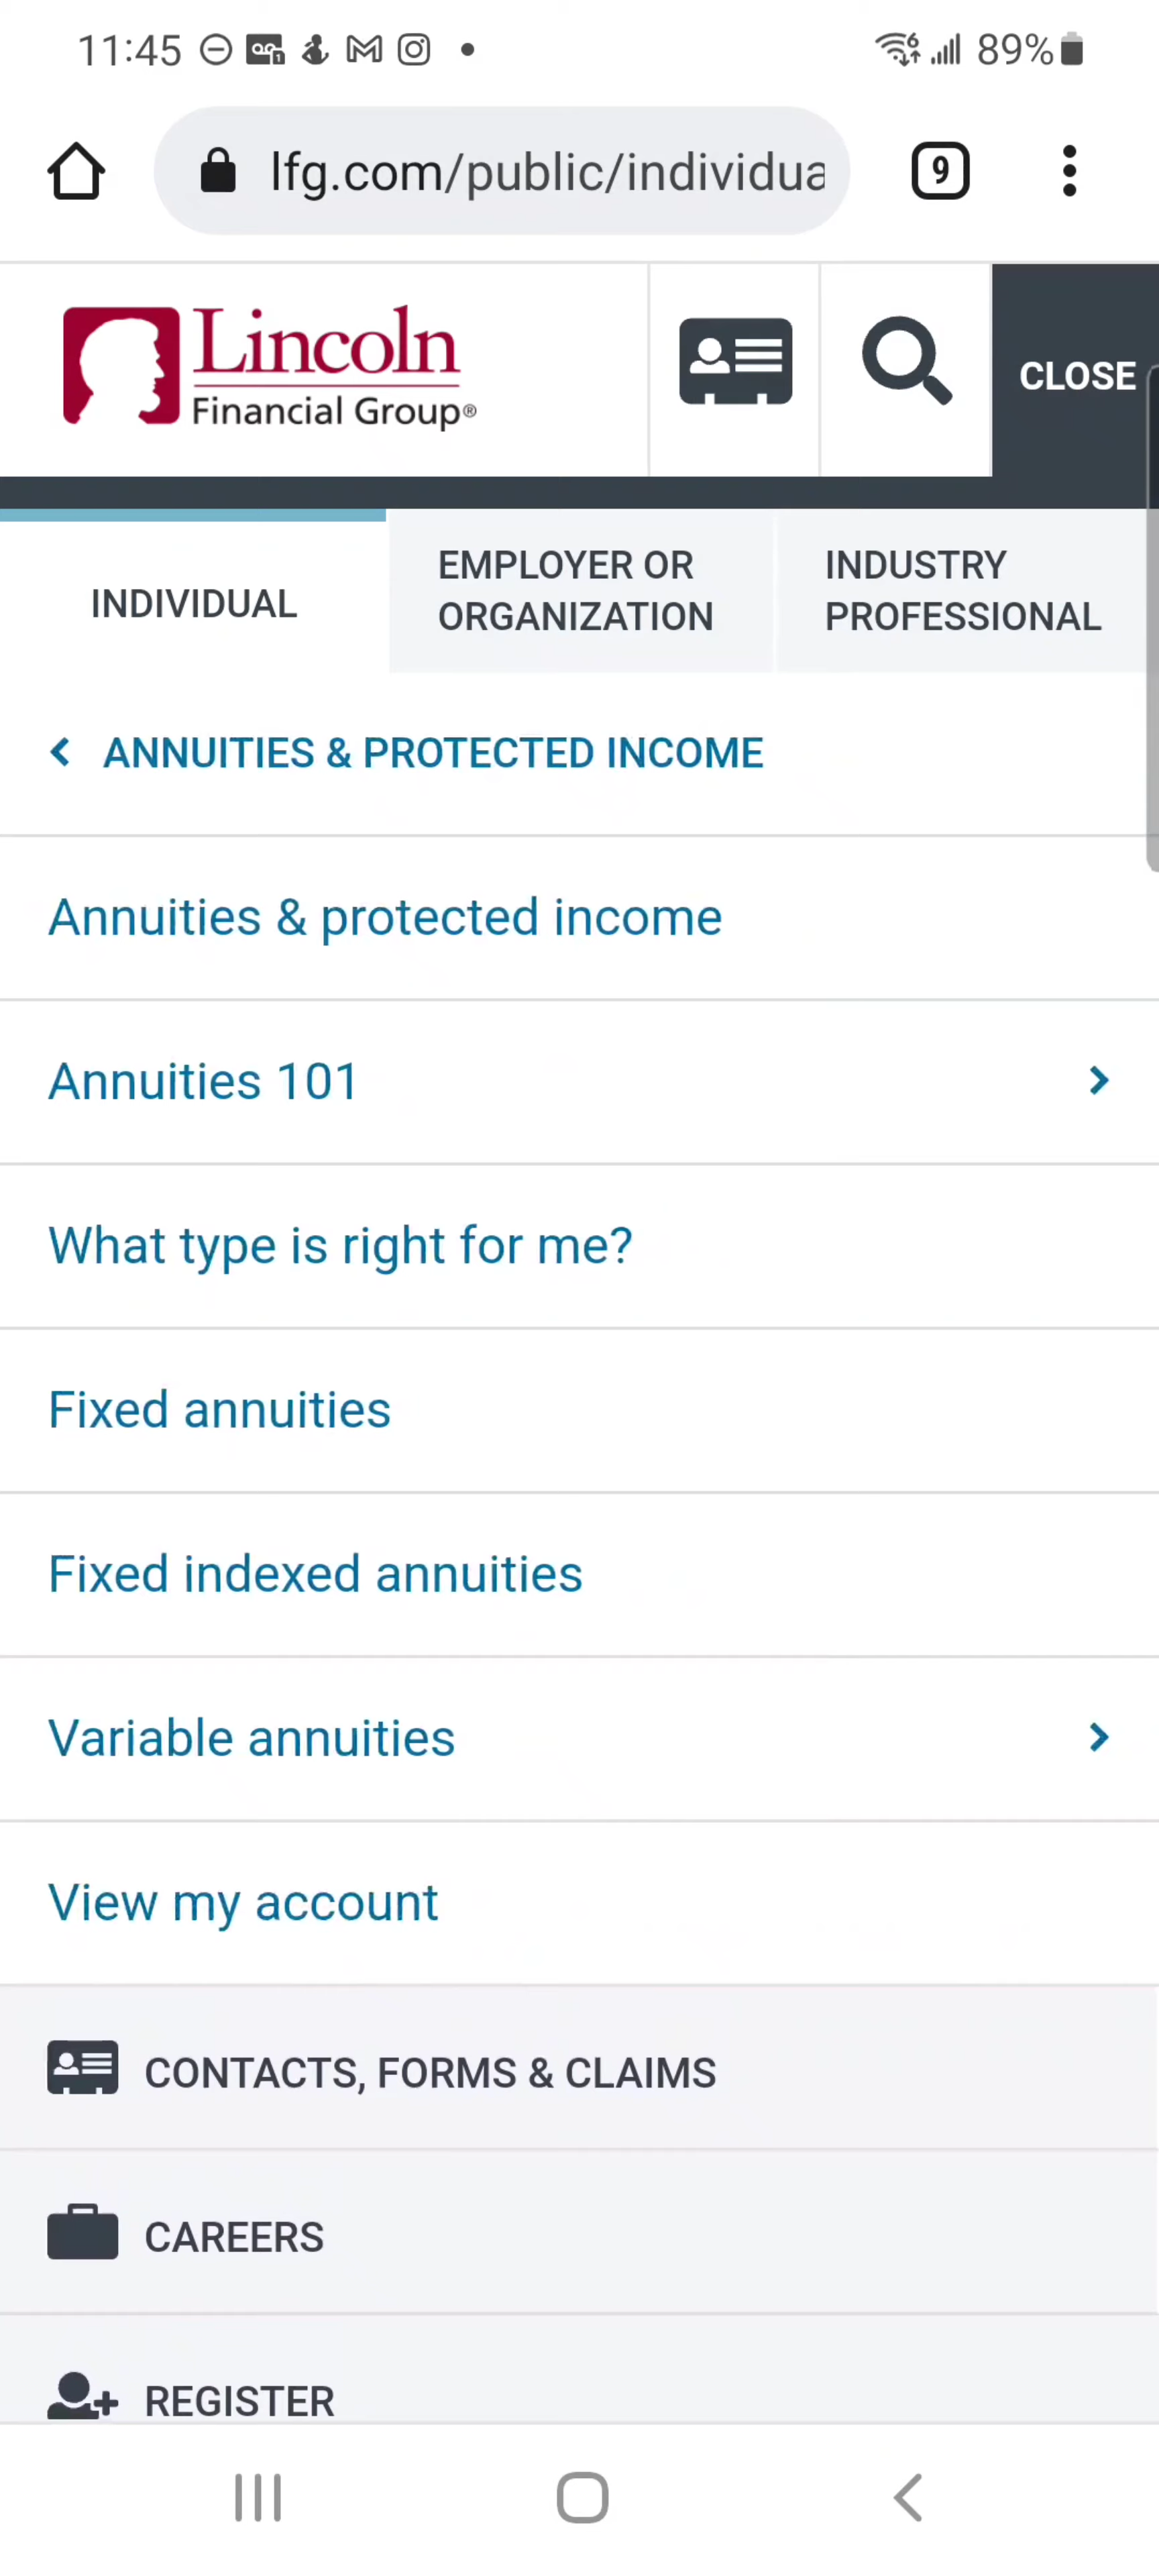 11:45
89%
lfg.com/public/individua
9
Lincoln
Financial Group®
CLOSE
INDIVIDUAL
EMPLOYER OR
ORGANIZATION
INDUSTRY
PROFESSIONAL
ANNUITIES & PROTECTED INCOME
Annuities & protected income
Annuities 101
What type is right for me?
Fixed annuities
Fixed indexed annuities
Variable annuities
View my account
CONTACTS, FORMS & CLAIMS
CAREERS
REGISTER